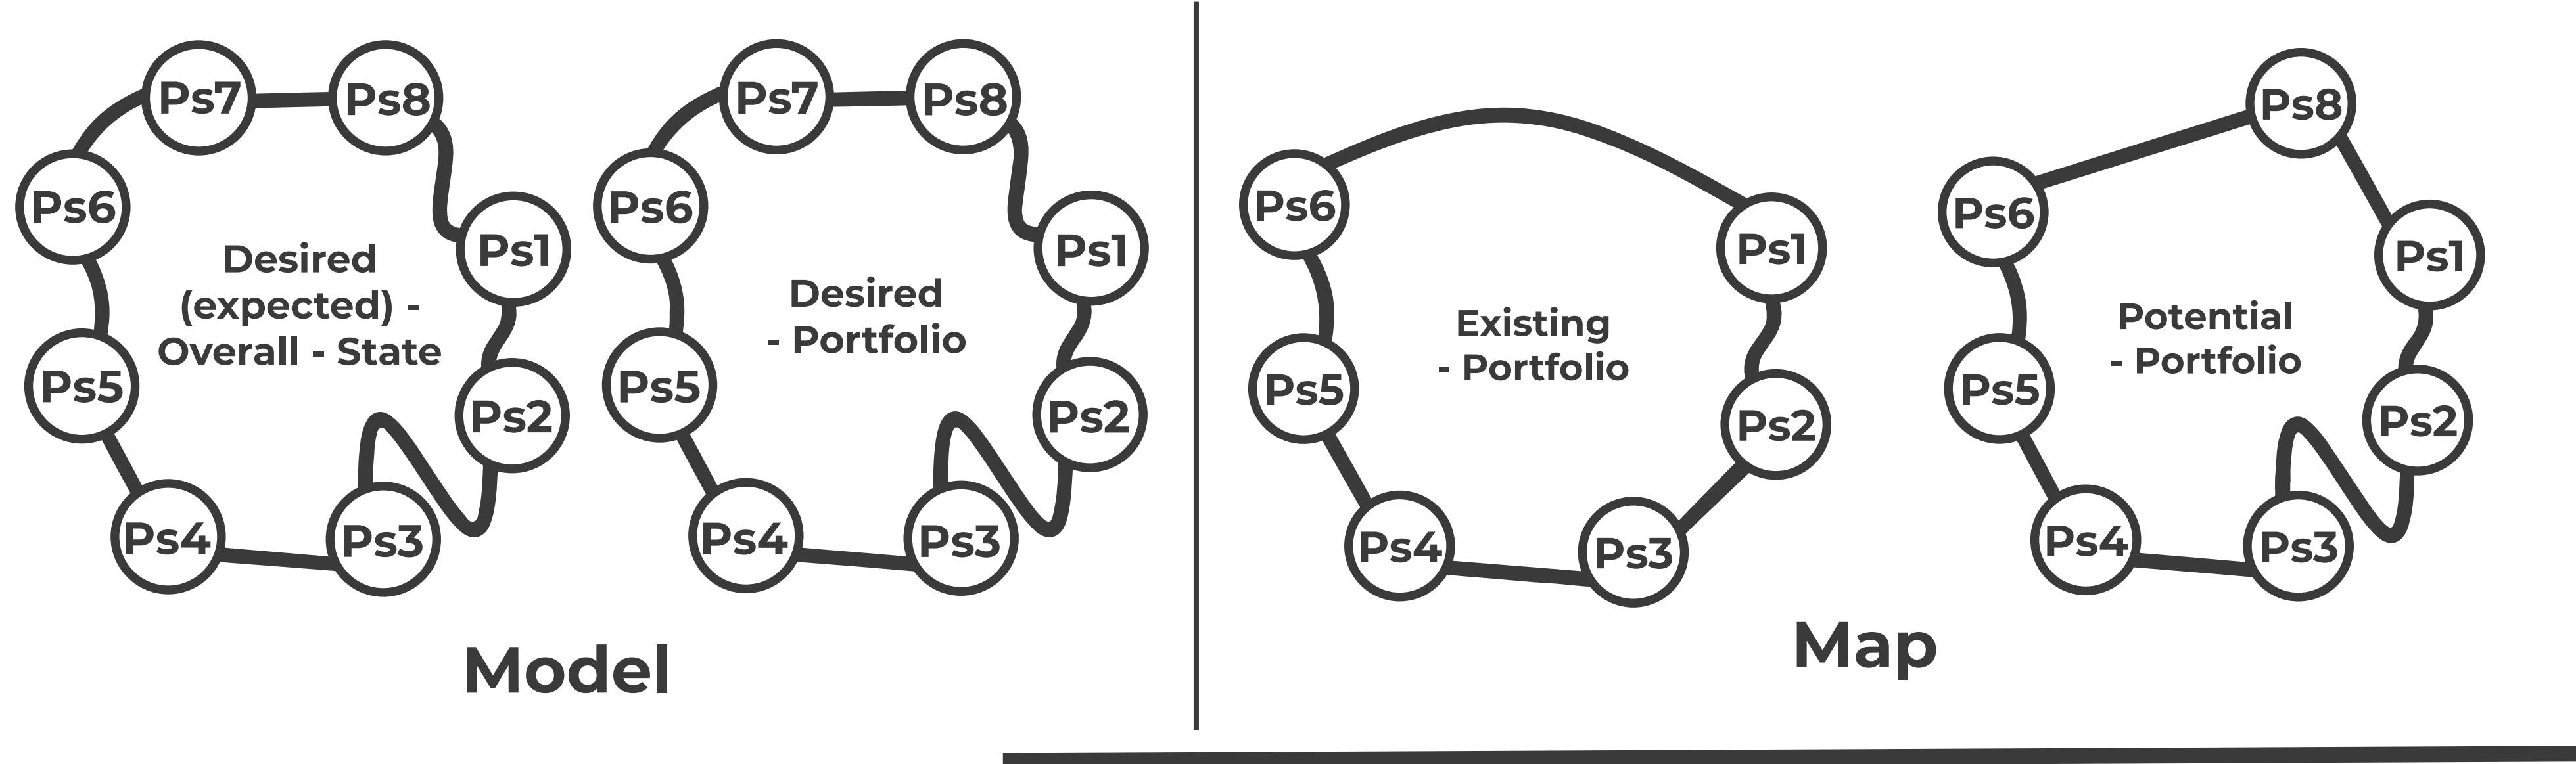 Ps7
Ps8
Ps6
Ps1
Desired
(expected) -
Overall - State
Ps5
Ps2
Ps4
Ps3
Ps7
Ps8
Ps6
Ps1
Desired
- Portfolio
Ps5
Ps2
Ps4
Ps3
Model
Ps6
Ps1
Existing
- Portfolio
Ps5
Ps2
Ps4
Ps3
Ps8
Ps6
Ps1
Potential
- Portfolio
Ps5
Ps2
Ps4
Ps3
Map